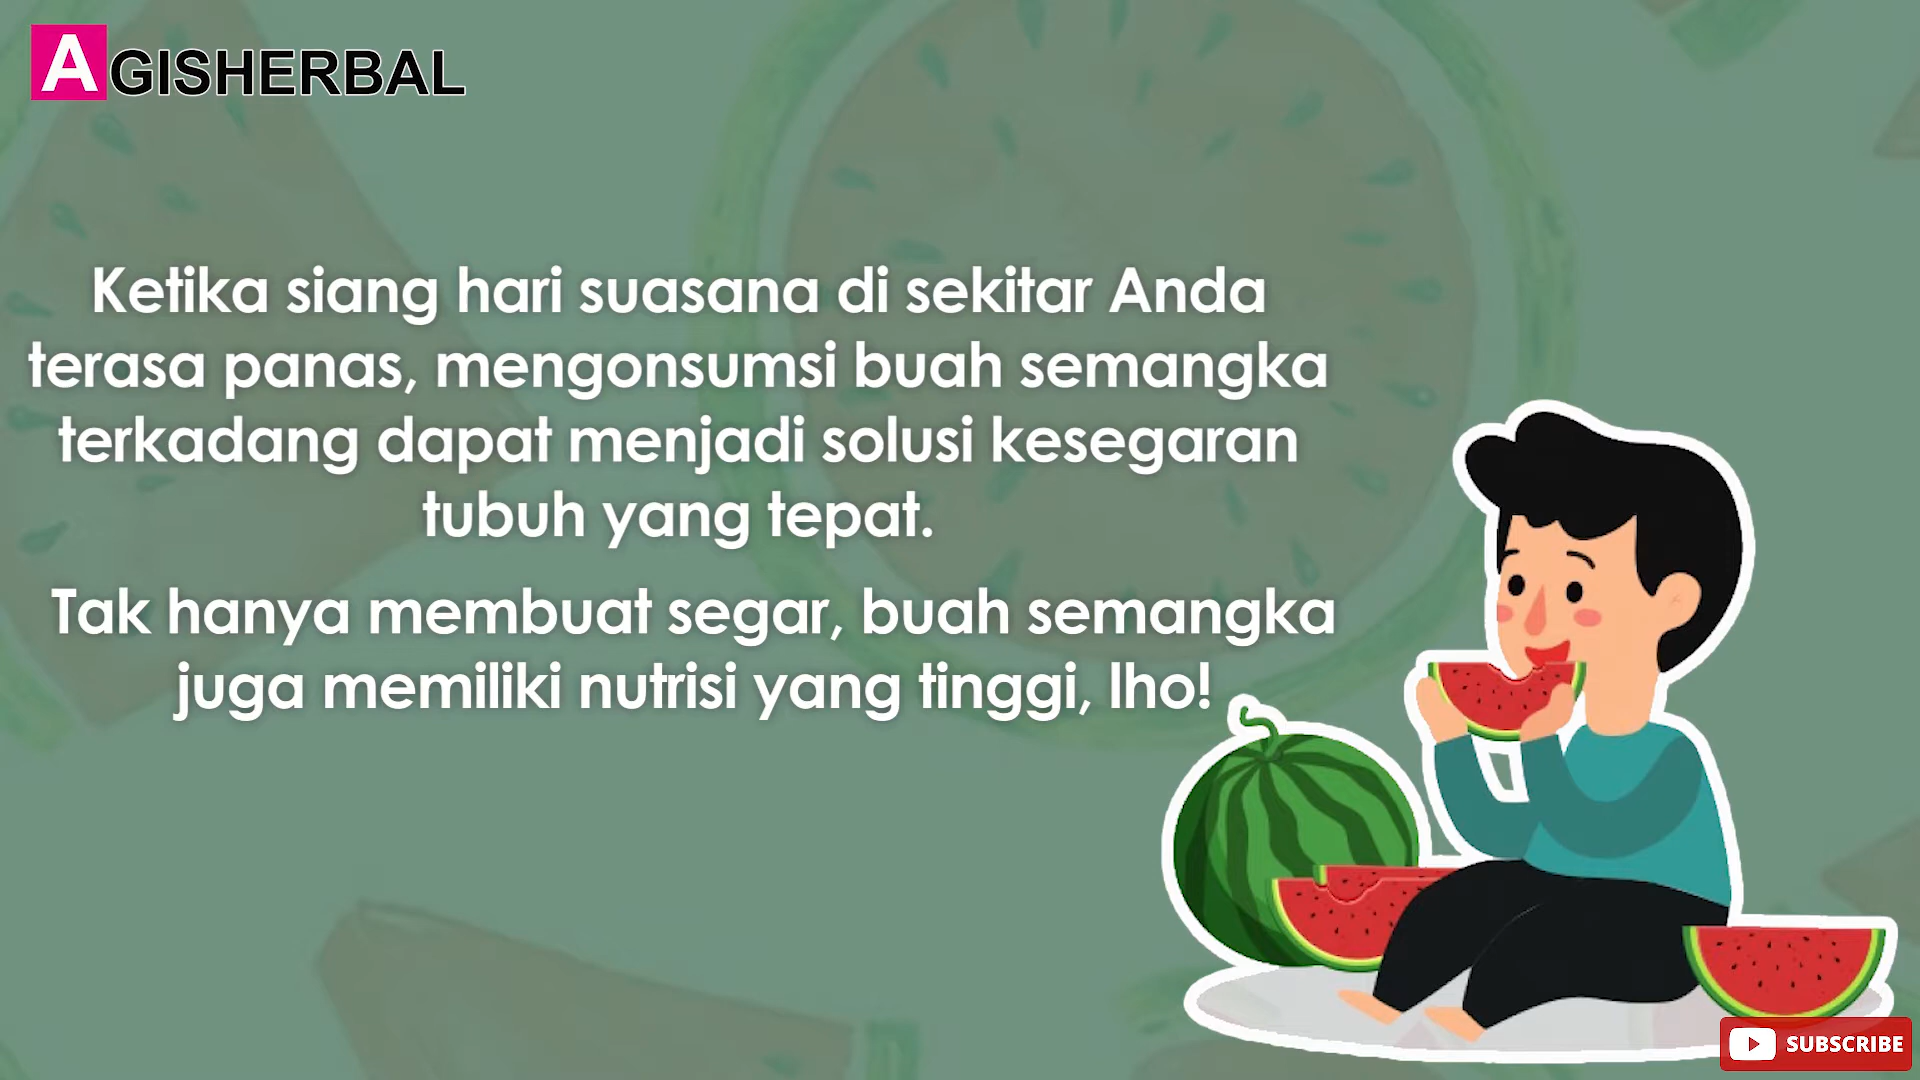 AGISHERBAL
Ketika siang hari suasana di sekitar Anda
terasa panas, mengonsumsi buah semangka
terkadang dapat menjadi solusi kesegaran
tubuh yang tepat.
Tak hanya membuat segar, buah semangka
juga memiliki nutrisi yang tinggi, lho!
SUBSCRIBE